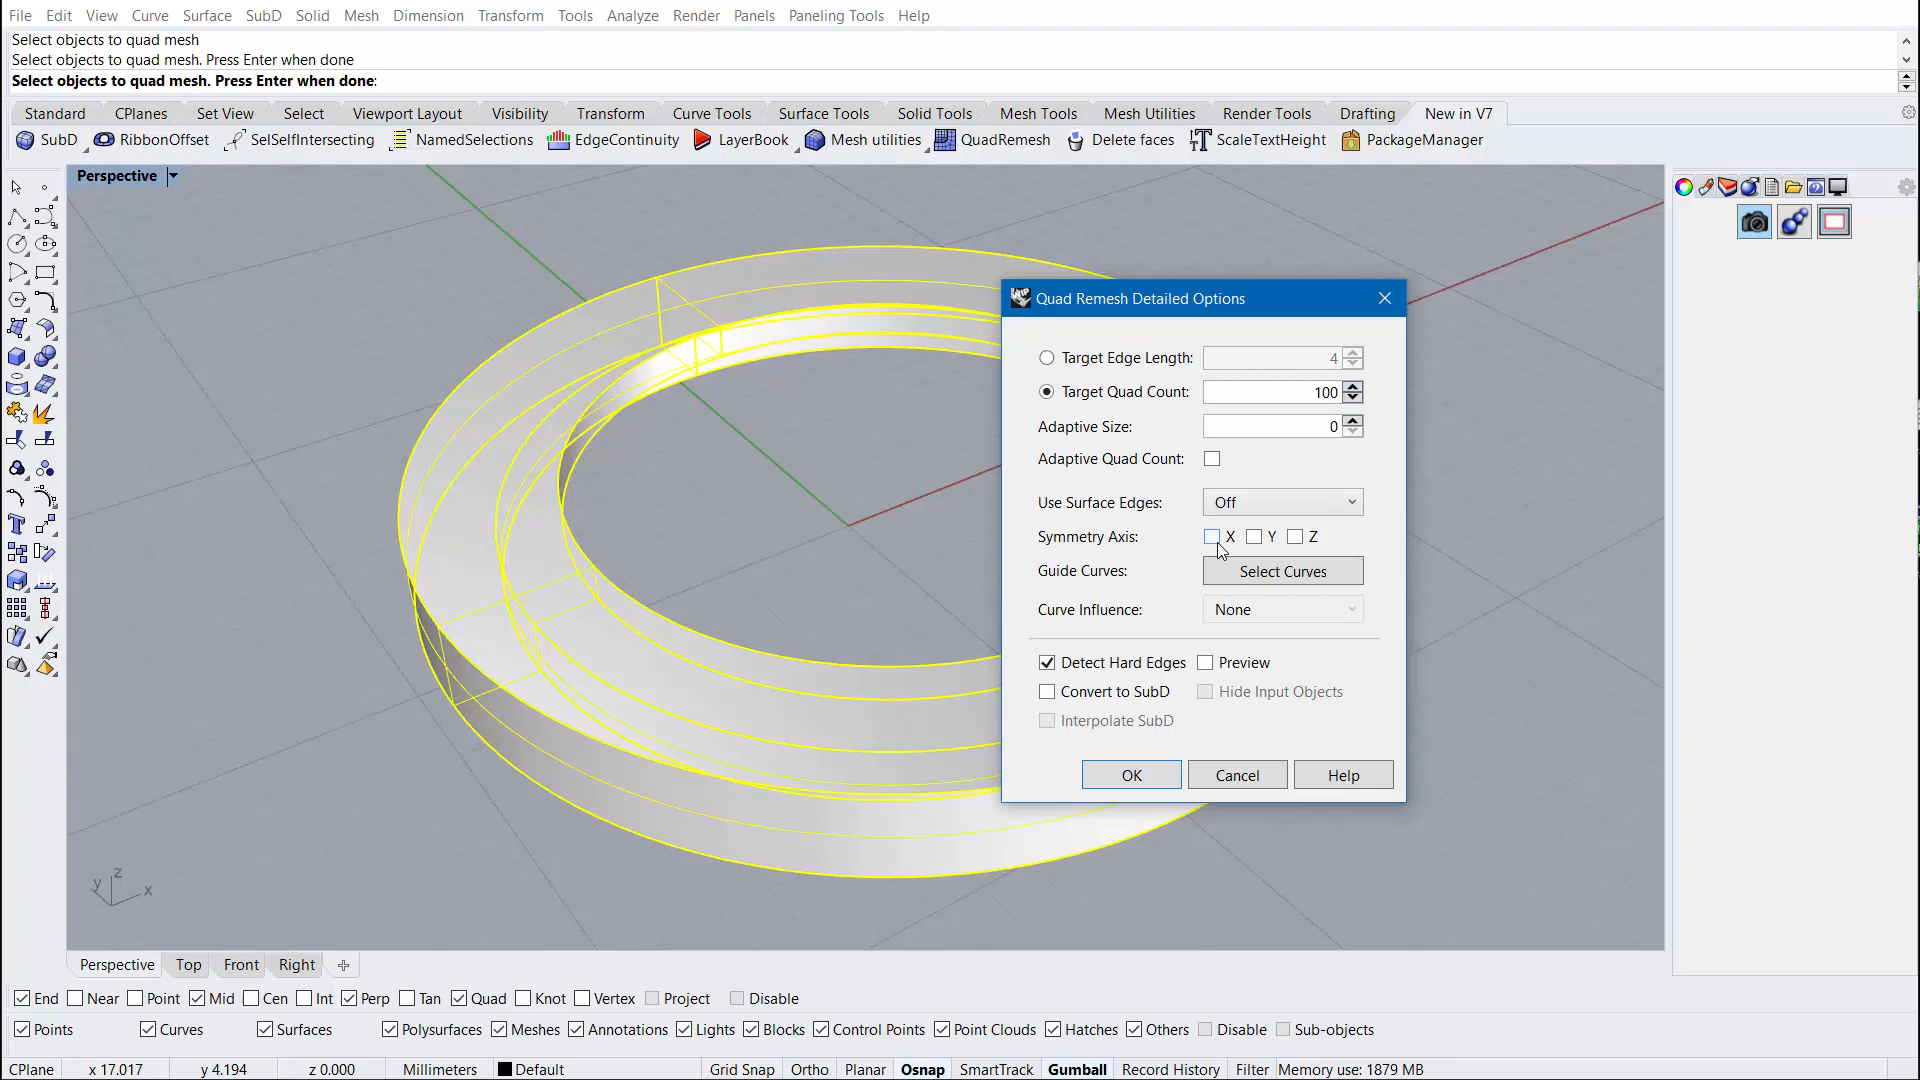 File Edit View Curve Surface SubD Solid Mesh Dimension Transform Tools Analyze Render Panels Paneling Tools Help
Select objects to quad mesh
Select objects to quad mesh. Press Enter when done
Select objects to quad mesh. Press Enter when done:
Standard CPlanes Set View Select Viewport Layout Visibility Transform Curve Tools Surface Tools Solid Tools Mesh Tools Mesh Utilities Render Tools Drafting New in V7
SubD RibbonOffset SelSelfIntersecting NamedSelections EdgeContinuity LayerBook Mesh utilities QuadRemesh Delete faces ScaleTextHeight PackageManager
Perspective
Quad Remesh Detailed Options
Target Edge Length: 4
Target Quad Count: 100
Adaptive Size: 0
Adaptive Quad Count:
Use Surface Edges: Off
Symmetry Axis: X Y Z
Guide Curves: Select Curves
Curve Influence: None
Detect Hard Edges Preview
Convert to SubD Hide Input Objects
Interpolate SubD
OK Cancel Help
z
y x
Perspective Top Front Right
End Near Point Mid Cen Int Perp Tan Quad Knot Vertex Project Disable
Points Curves Surfaces Polysurfaces Meshes Annotations Lights Blocks Control Points Point Clouds Hatches Others Disable Sub-objects
CPlane x 17.017 y 4.194 z 0.000 Millimeters Default Grid Snap Ortho Planar Osnap SmartTrack Gumball Record History Filter Memory use: 1879 MB